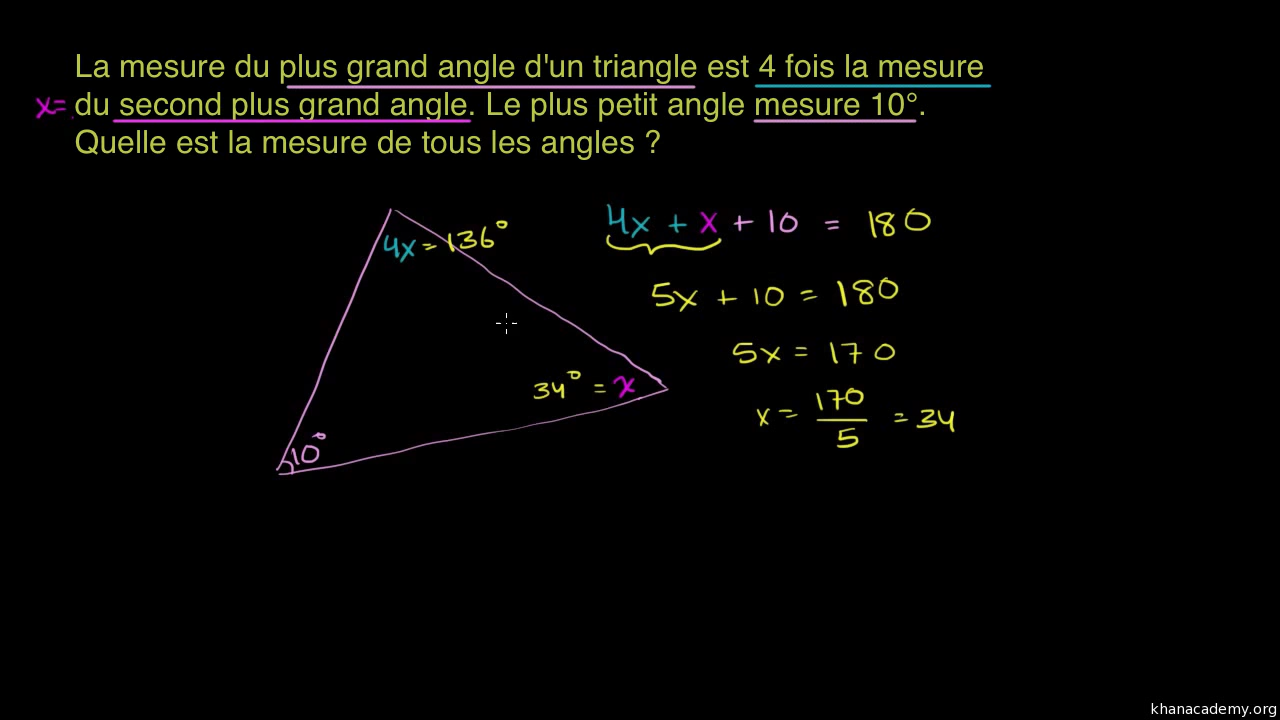 La mesure du plus grand angle d'un triangle est 4 fois la mesure
x= du second plus grand angle. Le plus petit angle mesure 10°.
Quelle est la mesure de tous les angles ?
4x + x + 10 = 180
4x = 136°
5x + 10 = 180
5x = 170
34° = x
x = 170/5 = 34
10°
khanacademy.org